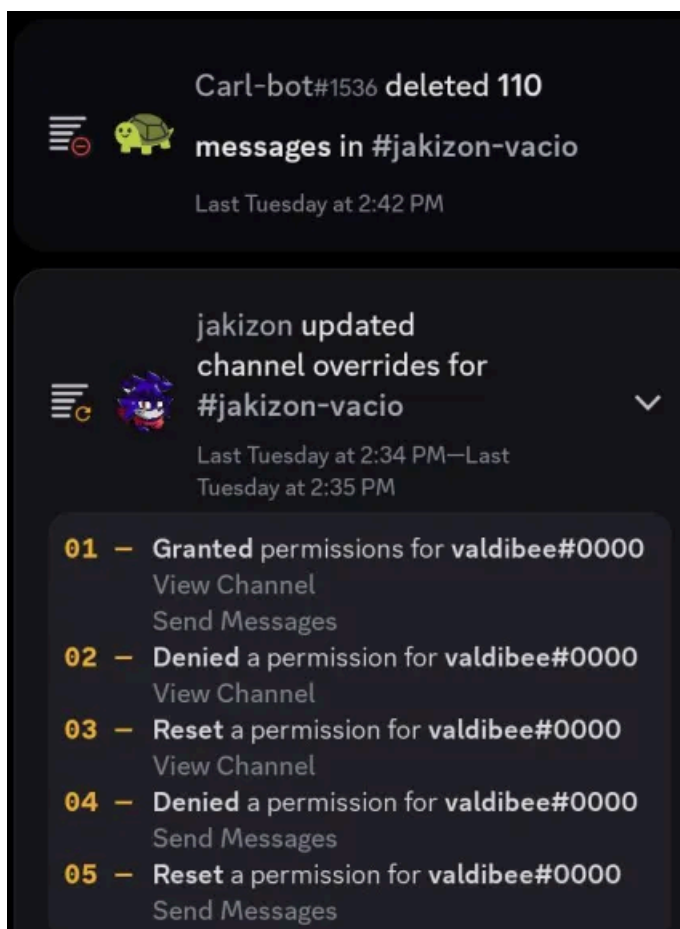 Carl-bot#1536 deleted 110
messages in #jakizon-vacio
Last Tuesday at 2:42 PM
jakizon updated
channel overrides for
#jakizon-vacio
Last Tuesday at 2:34 PM—Last
Tuesday at 2:35 PM
01 — Granted permissions for valdibee#0000
View Channel
Send Messages
02 — Denied a permission for valdibee#0000
View Channel
03 — Reset a permission for valdibee#0000
View Channel
04 — Denied a permission for valdibee#0000
Send Messages
05 — Reset a permission for valdibee#0000
Send Messages